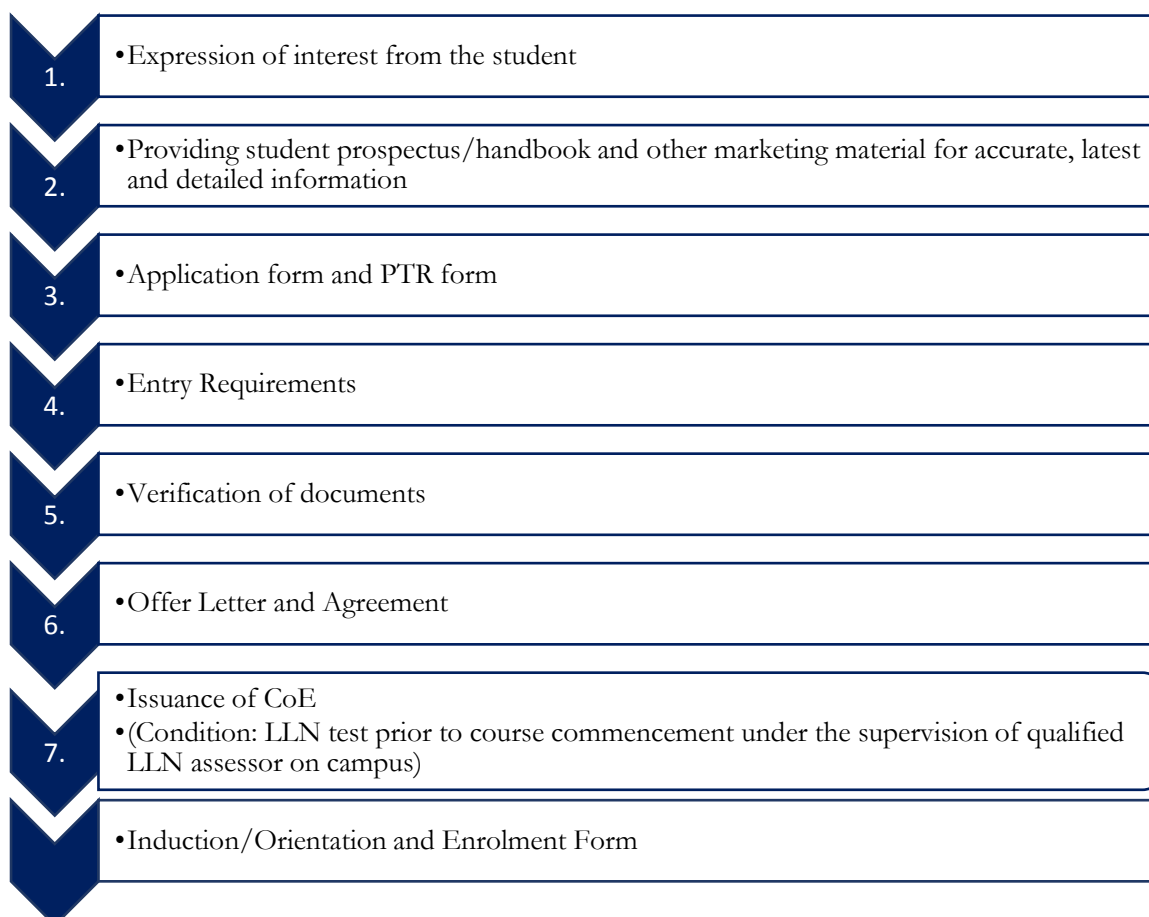 1.
•Expression of interest from the student
2.
•Providing student prospectus/handbook and other marketing material for accurate, latest
and detailed information
3.
•Application form and PTR form
4.
•Entry Requirements
5.
•Verification of documents
6.
•Offer Letter and Agreement
7.
•Issuance of CoE
•(Condition: LLN test prior to course commencement under the supervision of qualified
LLN assessor on campus)
•Induction/Orientation and Enrolment Form